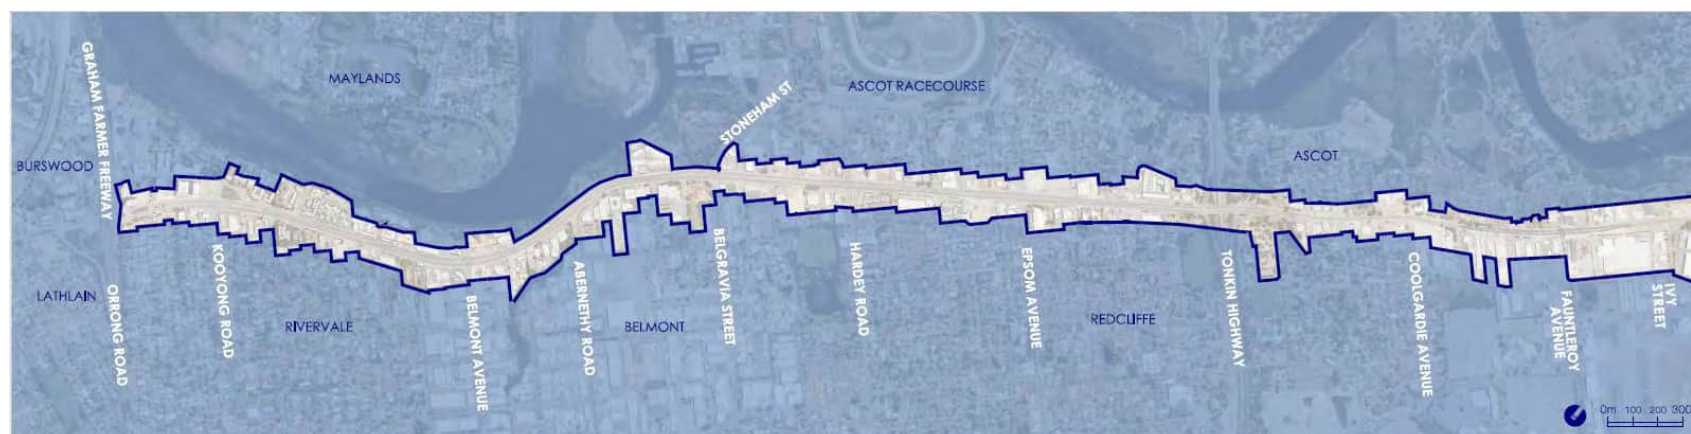 GRAHAM FARMER FREEWAY
MAYLANDS
STONEHAM ST
ASCOT RACECOURSE
BURSWOOD
ASCOT
LATHLAIN
ORRONG ROAD
KOOYONG ROAD
RIVERVALE
BELMONT AVENUE
ABERNETHY ROAD
BELMONT
BELGRAVIA STREET
HARDEY ROAD
EPSOM AVENUE
REDCLIFFE
TONKIN HIGHWAY
COOLGARDIE AVENUE
FAUNTLEROY
AVENUE
IVY
STREET
0m 100 200 300